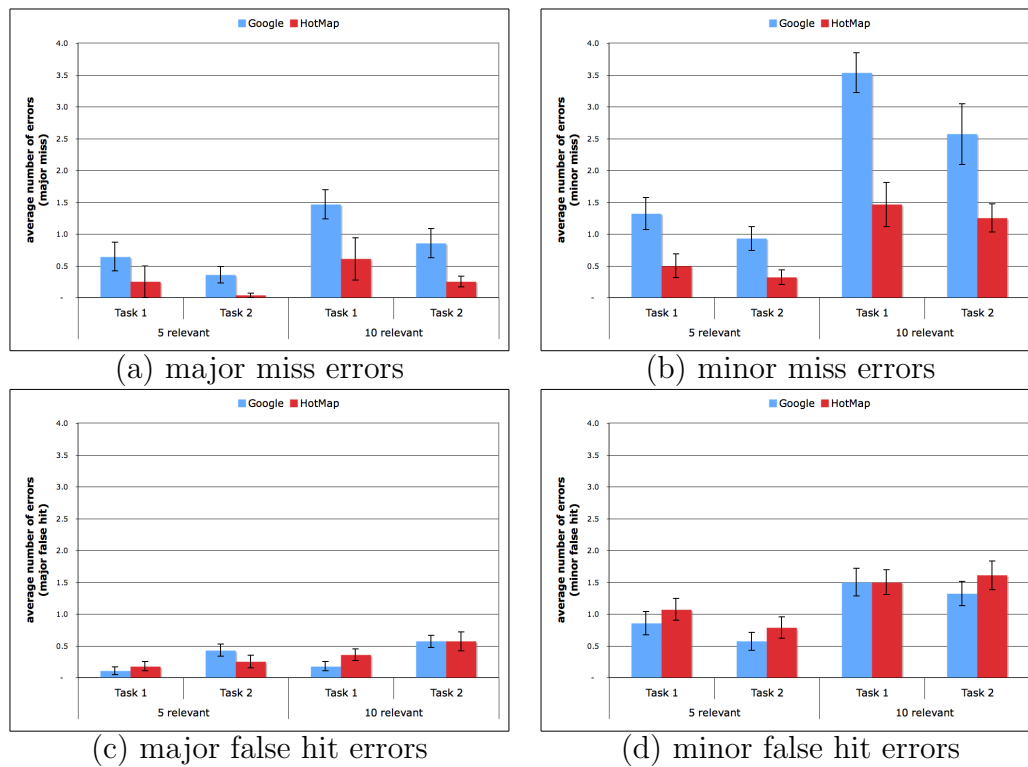 Google HotMap
average number of errors
(major miss)
4.0
3.5
3.0
2.5
2.0
1.5
1.0
0.5
-
Task 1 Task 2 Task 1 Task 2
5 relevant 10 relevant
(a) major miss errors
Google HotMap
average number of errors
(minor miss)
4.0
3.5
3.0
2.5
2.0
1.5
1.0
0.5
-
Task 1 Task 2 Task 1 Task 2
5 relevant 10 relevant
(b) minor miss errors
Google HotMap
average number of errors
(major false hit)
4.0
3.5
3.0
2.5
2.0
1.5
1.0
0.5
-
Task 1 Task 2 Task 1 Task 2
5 relevant 10 relevant
(c) major false hit errors
Google HotMap
average number of errors
(minor false hit)
4.0
3.5
3.0
2.5
2.0
1.5
1.0
0.5
-
Task 1 Task 2 Task 1 Task 2
5 relevant 10 relevant
(d) minor false hit errors